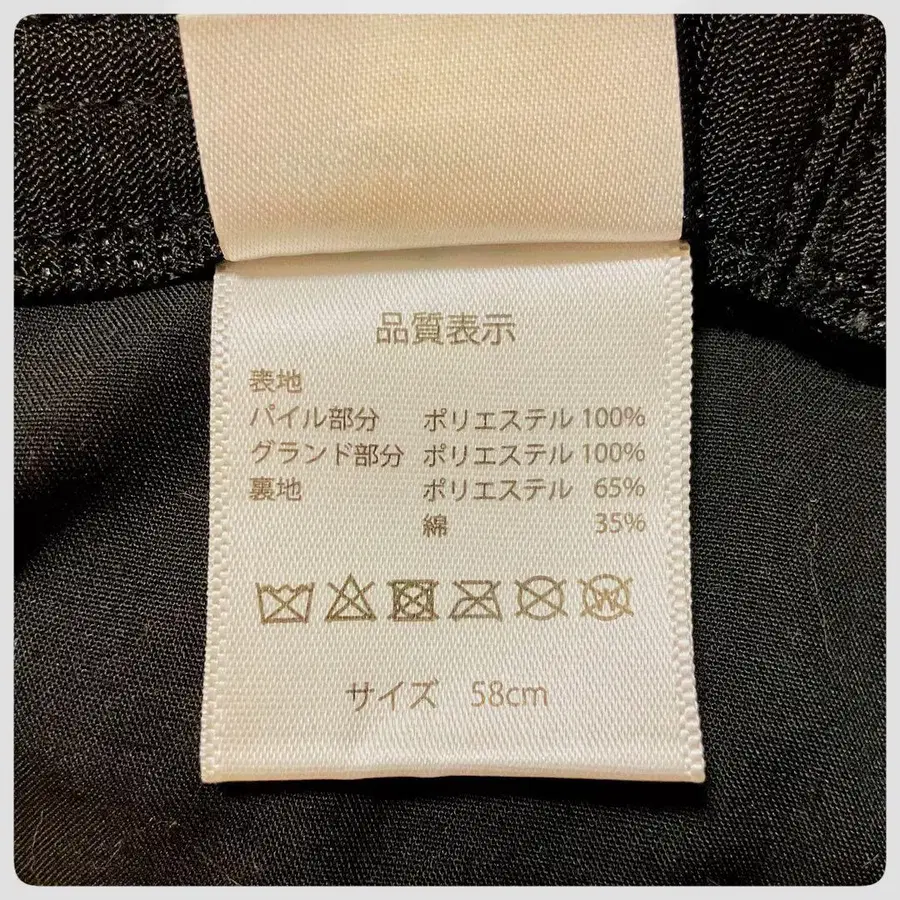 品質表示
表地
パイル部分 ポリエステル 100%
グランド部分 ポリエステル 100%
裏地 ポリエステル 65%
綿 35%
W
サイズ 58cm